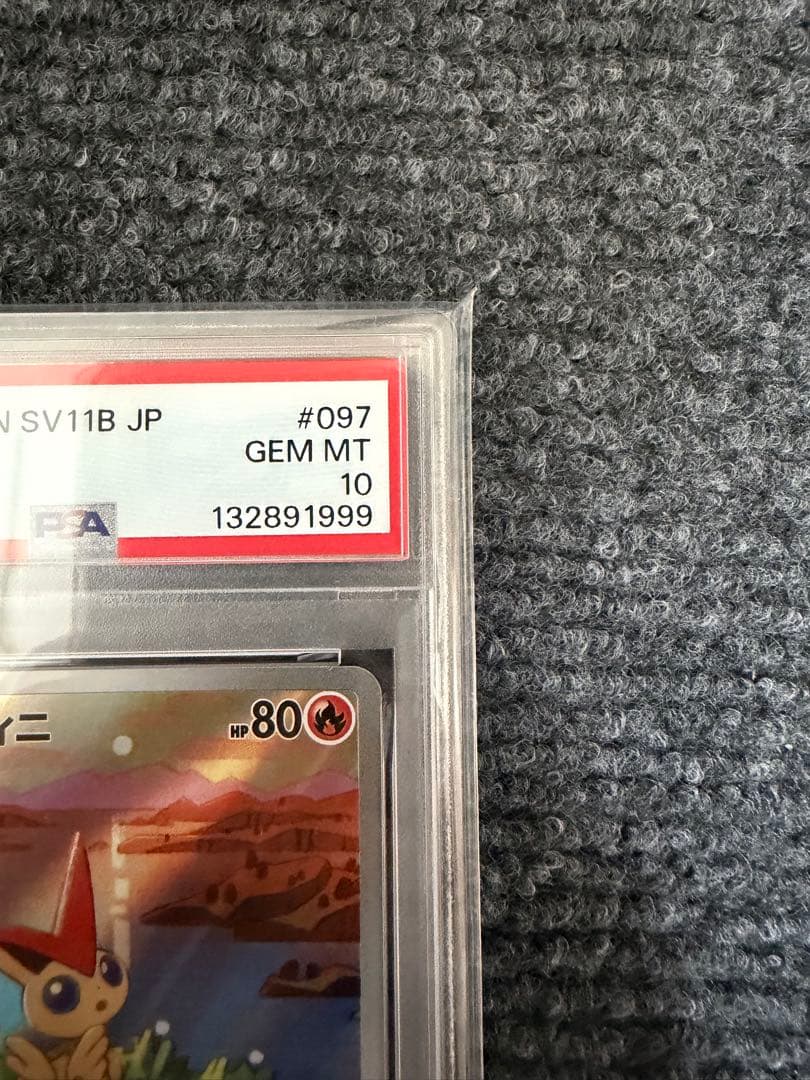 N SV11B JP #097
GEM MT
10
PSA 132891999
ィニ HP80